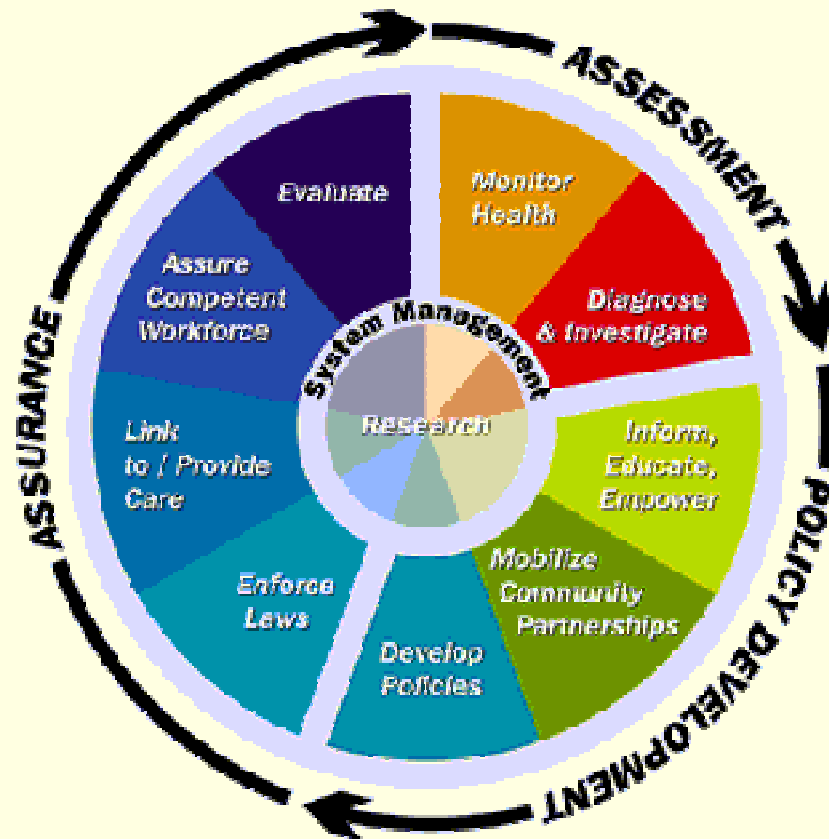 ASSESSMENT
Monitor
Health
Diagnose
& Investigate
POLICY DEVELOPMENT
Inform,
Educate,
Empower
Mobilize
Community
Partnerships
Develop
Policies
ASSURANCE
Enforce
Laws
Link
to / Provide
Care
Assure
Competent
Workforce
Evaluate
System Management
Research